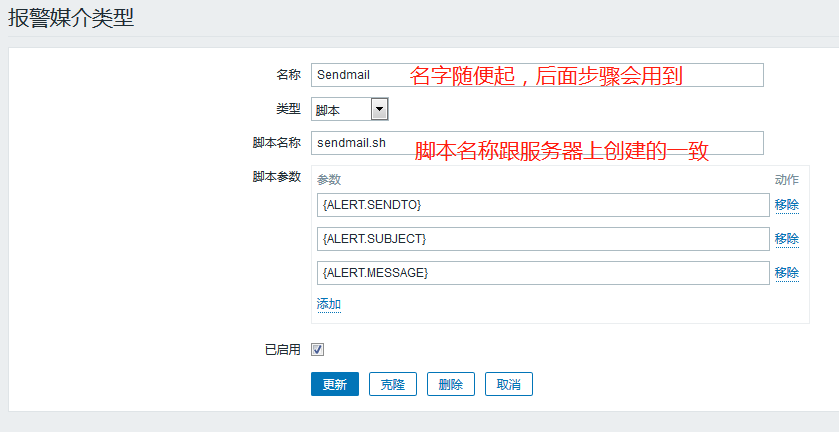 报警媒介类型
名称 Sendmail 名字随便起，后面步骤会用到
类型 脚本
脚本名称 sendmail.sh 脚本名称跟服务器上创建的一致
脚本参数 参数 动作
{ALERT.SENDTO} 移除
{ALERT.SUBJECT} 移除
{ALERT.MESSAGE} 移除
添加
已启用
更新 克隆 删除 取消